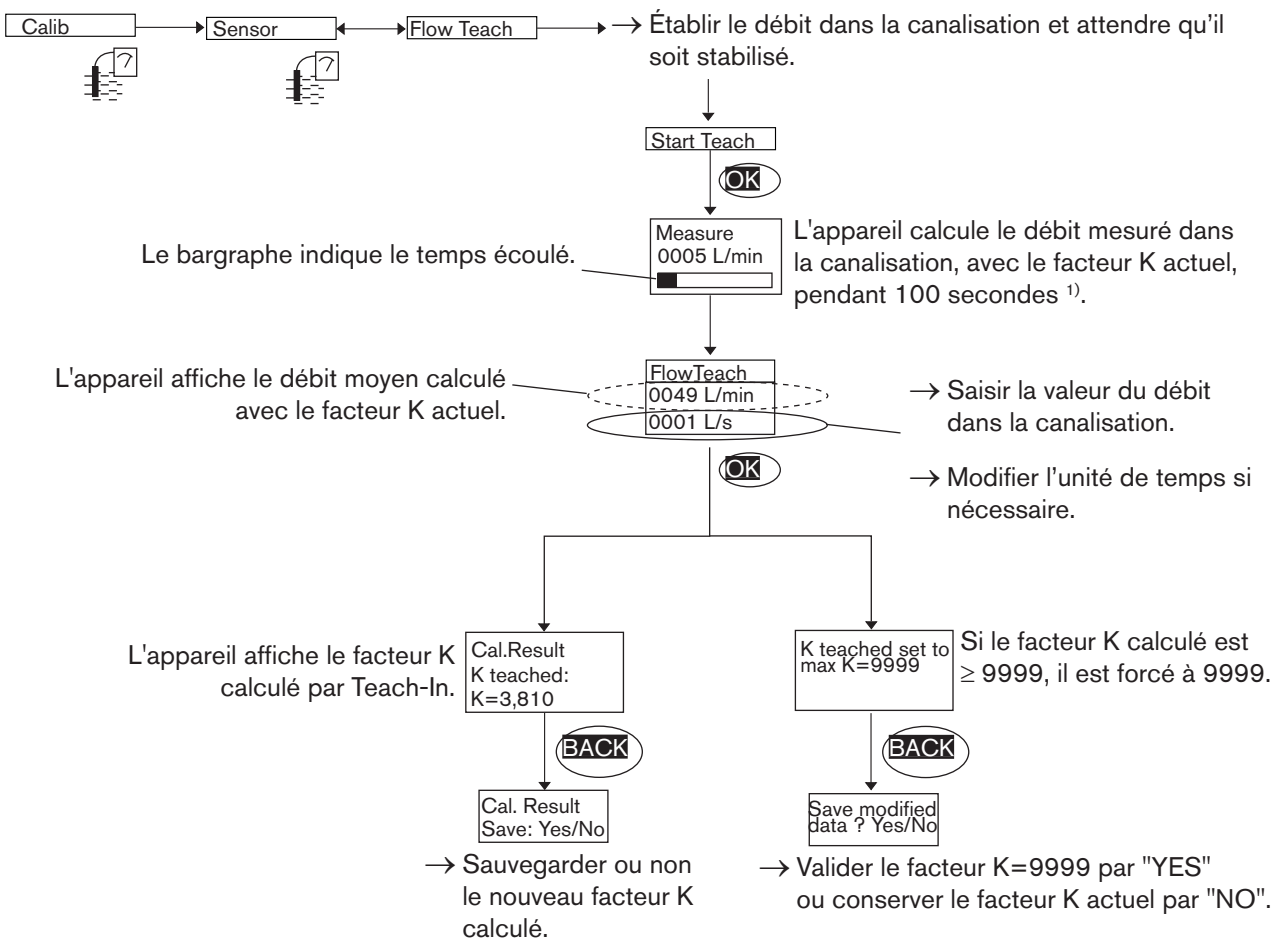 Calib
Sensor
Flow Teach
→ Établir le débit dans la canalisation et attendre qu'il
soit stabilisé.
Start Teach
OK
Measure
0005 L/min
Le bargraphe indique le temps écoulé.
L'appareil calcule le débit mesuré dans
la canalisation, avec le facteur K actuel,
pendant 100 secondes 1).
L'appareil affiche le débit moyen calculé
avec le facteur K actuel.
FlowTeach
0049 L/min
0001 L/s
→ Saisir la valeur du débit
dans la canalisation.
→ Modifier l’unité de temps si
nécessaire.
OK
L'appareil affiche le facteur K
calculé par Teach-In.
Cal.Result
K teached:
K=3,810
K teached set to
max K=9999
Si le facteur K calculé est
≥ 9999, il est forcé à 9999.
BACK
BACK
Cal. Result
Save: Yes/No
Save modified
data ? Yes/No
→ Sauvegarder ou non
le nouveau facteur K
calculé.
→ Valider le facteur K=9999 par "YES"
ou conserver le facteur K actuel par "NO".